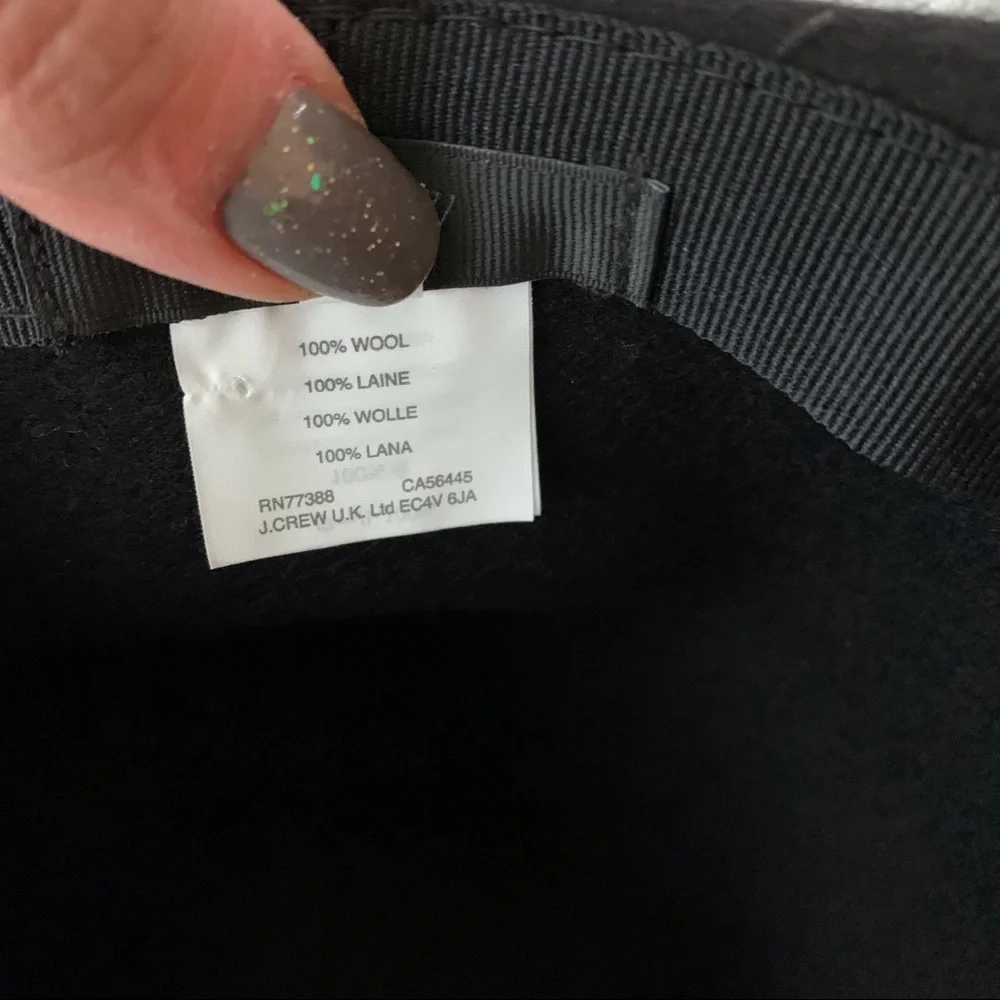 100% WOOL
100% LAINE
100% WOLLE
100% LANA
RN77388 CA56445
J.CREW U.K. Ltd EC4V 6JA